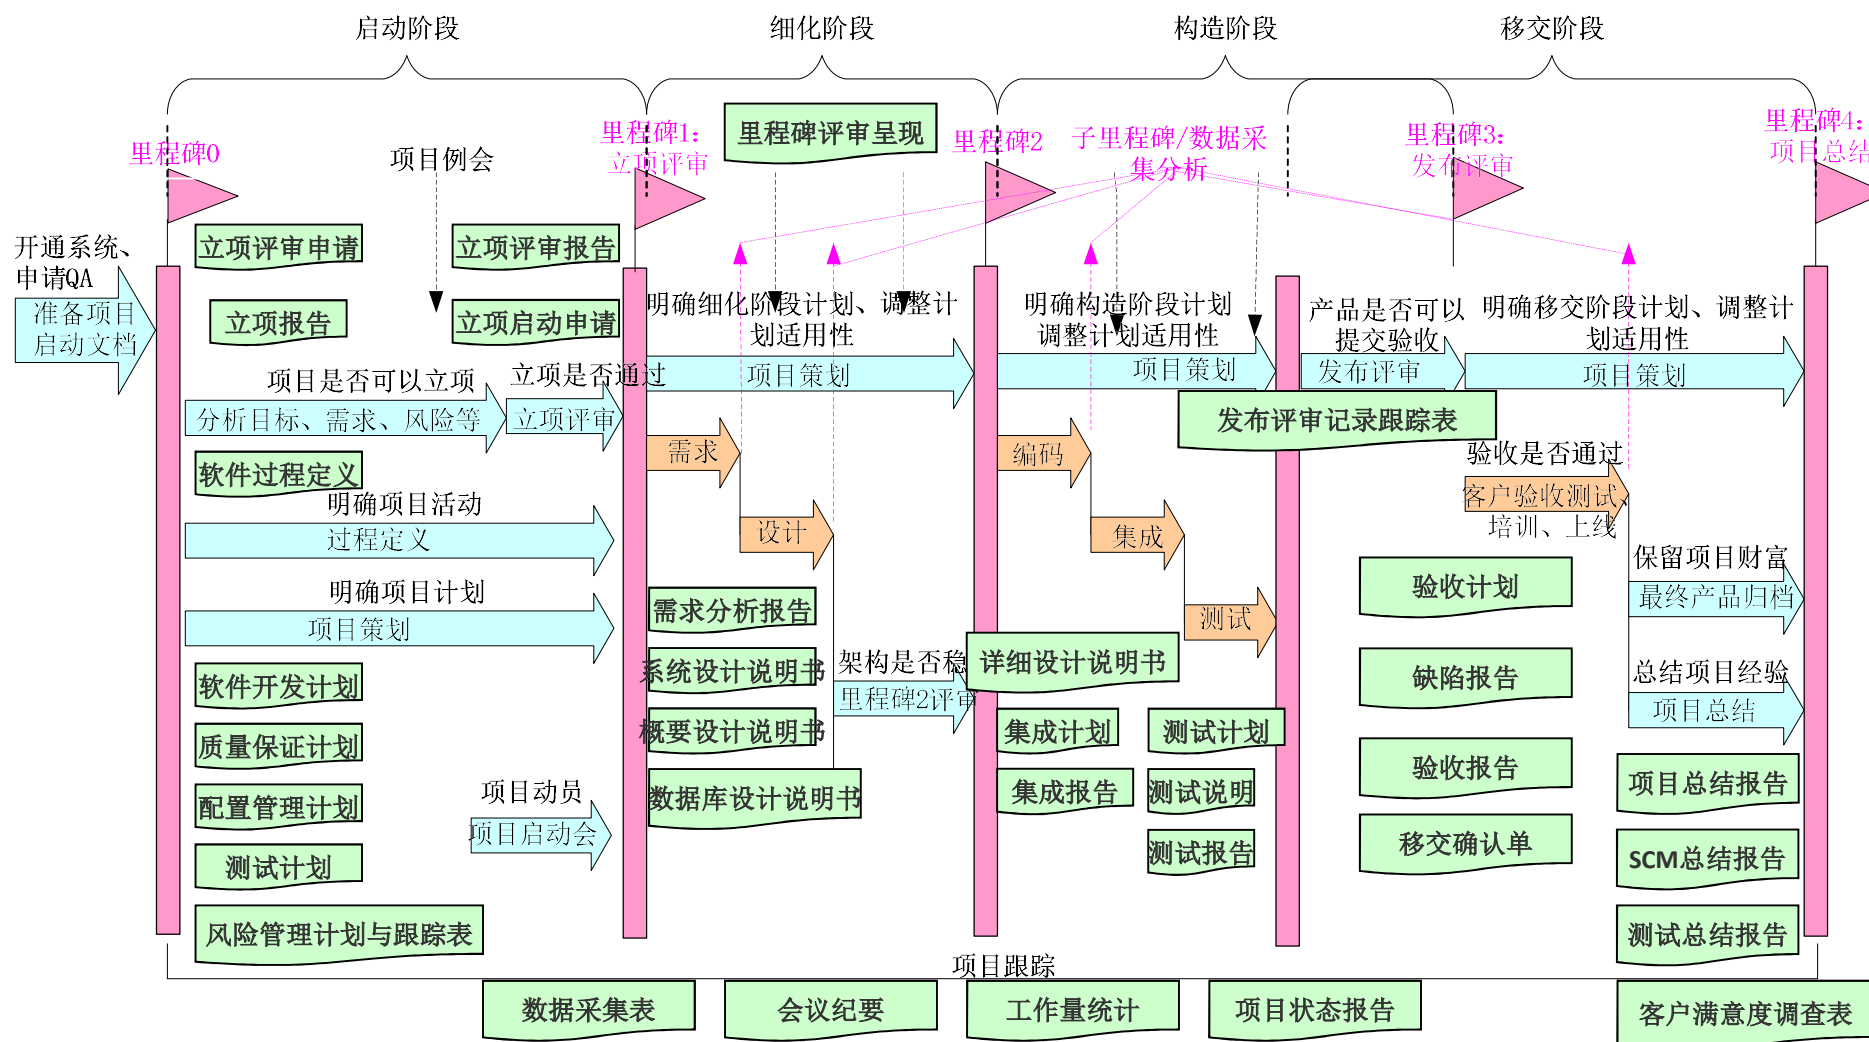 启动阶段
细化阶段
构造阶段
移交阶段
里程碑0
项目例会
里程碑1:
立项评审
里程碑评审呈现
里程碑2
子里程碑/数据采
集分析
里程碑3:
发布评审
里程碑4:
项目总结
开通系统、
申请QA
准备项目
启动文档
立项评审申请
立项评审报告
立项报告
立项启动申请
项目是否可以立项
分析目标、需求、风险等
立项是否通过
立项评审
软件过程定义
明确项目活动
过程定义
明确项目计划
项目策划
软件开发计划
质量保证计划
配置管理计划
测试计划
风险管理计划与跟踪表
项目动员
项目启动会
明确细化阶段计划、调整计
划适用性
项目策划
需求
设计
需求分析报告
系统设计说明书
概要设计说明书
数据库设计说明书
架构是否稳
里程碑2评审
明确构造阶段计划
调整计划适用性
项目策划
编码
集成
测试
详细设计说明书
集成计划
集成报告
测试计划
测试说明
测试报告
产品是否可以
提交验收
发布评审
发布评审记录跟踪表
明确移交阶段计划、调整计
划适用性
项目策划
验收是否通过
客户验收测试、
培训、上线
验收计划
缺陷报告
验收报告
移交确认单
保留项目财富
最终产品归档
总结项目经验
项目总结
项目总结报告
SCM总结报告
测试总结报告
项目跟踪
数据采集表
会议纪要
工作量统计
项目状态报告
客户满意度调查表